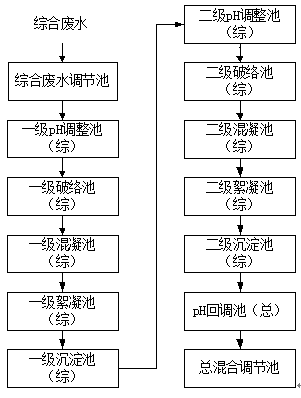 综合废水
综合废水调节池
一级pH调整池
(综)
一级破络池
(综)
一级混凝池
(综)
一级絮凝池
(综)
一级沉淀池
(综)
二级pH调整池
(综)
二级破络池
(综)
二级混凝池
(综)
二级絮凝池
(综)
二级沉淀池
(综)
pH回调池（总）
总混合调节池